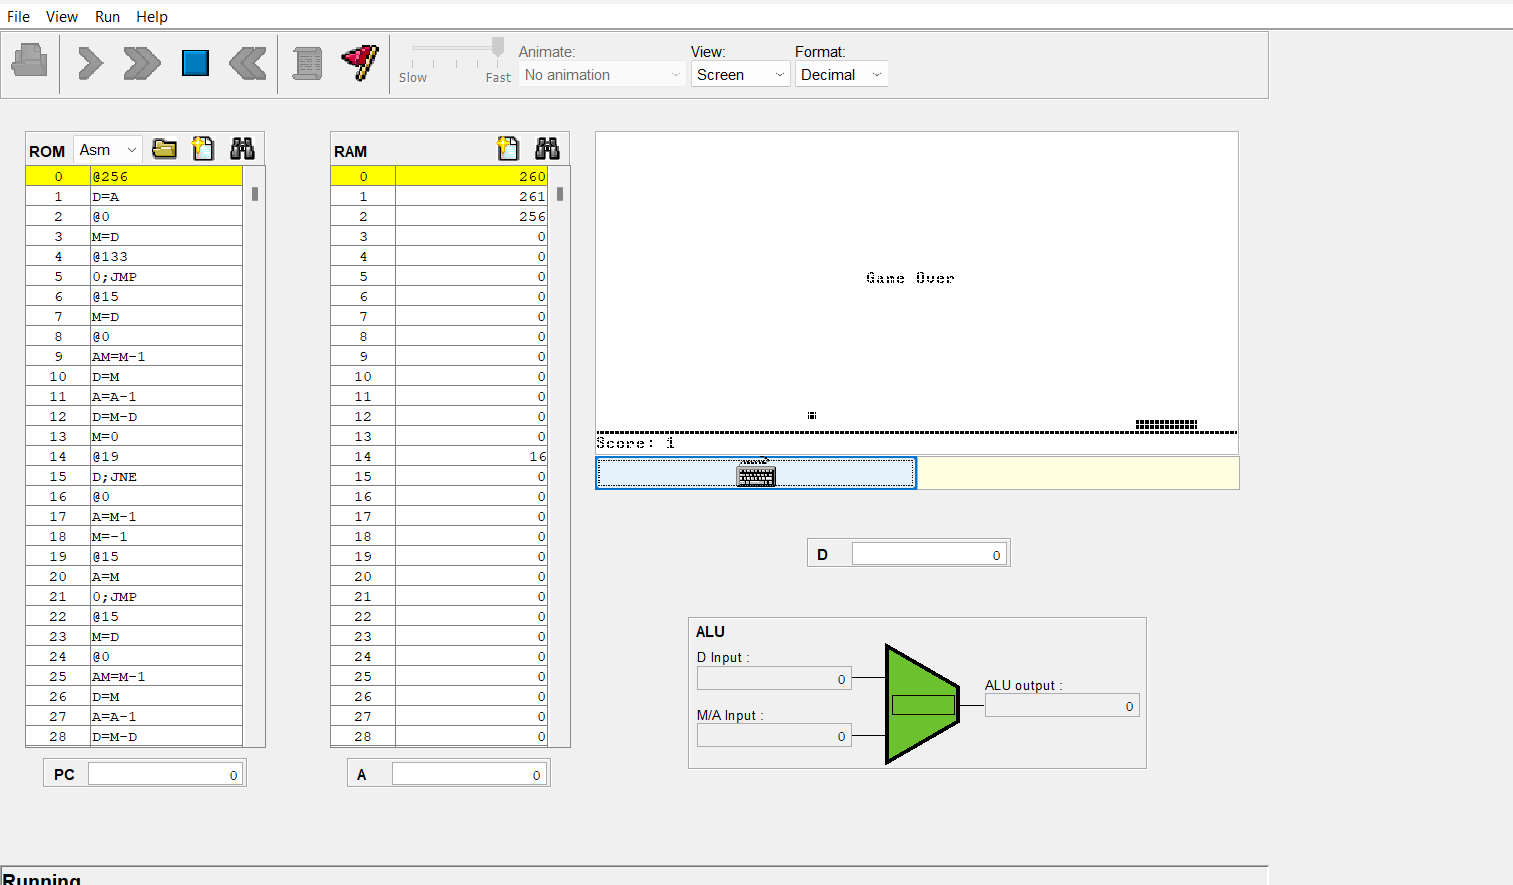 File View Run Help
Slow Fast
Animate:
No animation
View:
Screen
Format:
Decimal
ROM Asm
0 @256
1 D=A
2 @0
3 M=D
4 @133
5 0;JMP
6 @15
7 M=D
8 @0
9 AM=M-1
10 D=M
11 A=A-1
12 D=M-D
13 M=0
14 @19
15 D;JNE
16 @0
17 A=M-1
18 M=-1
19 @15
20 A=M
21 0;JMP
22 @15
23 M=D
24 @0
25 AM=M-1
26 D=M
27 A=A-1
28 D=M-D
PC 0
RAM
0 260
1 261
2 256
3 0
4 0
5 0
6 0
7 0
8 0
9 0
10 0
11 0
12 0
13 0
14 16
15 0
16 0
17 0
18 0
19 0
20 0
21 0
22 0
23 0
24 0
25 0
26 0
27 0
28 0
A 0
Game Over
Score: 1
D 0
ALU
D Input :
0
M/A Input :
0
ALU output :
0
Running